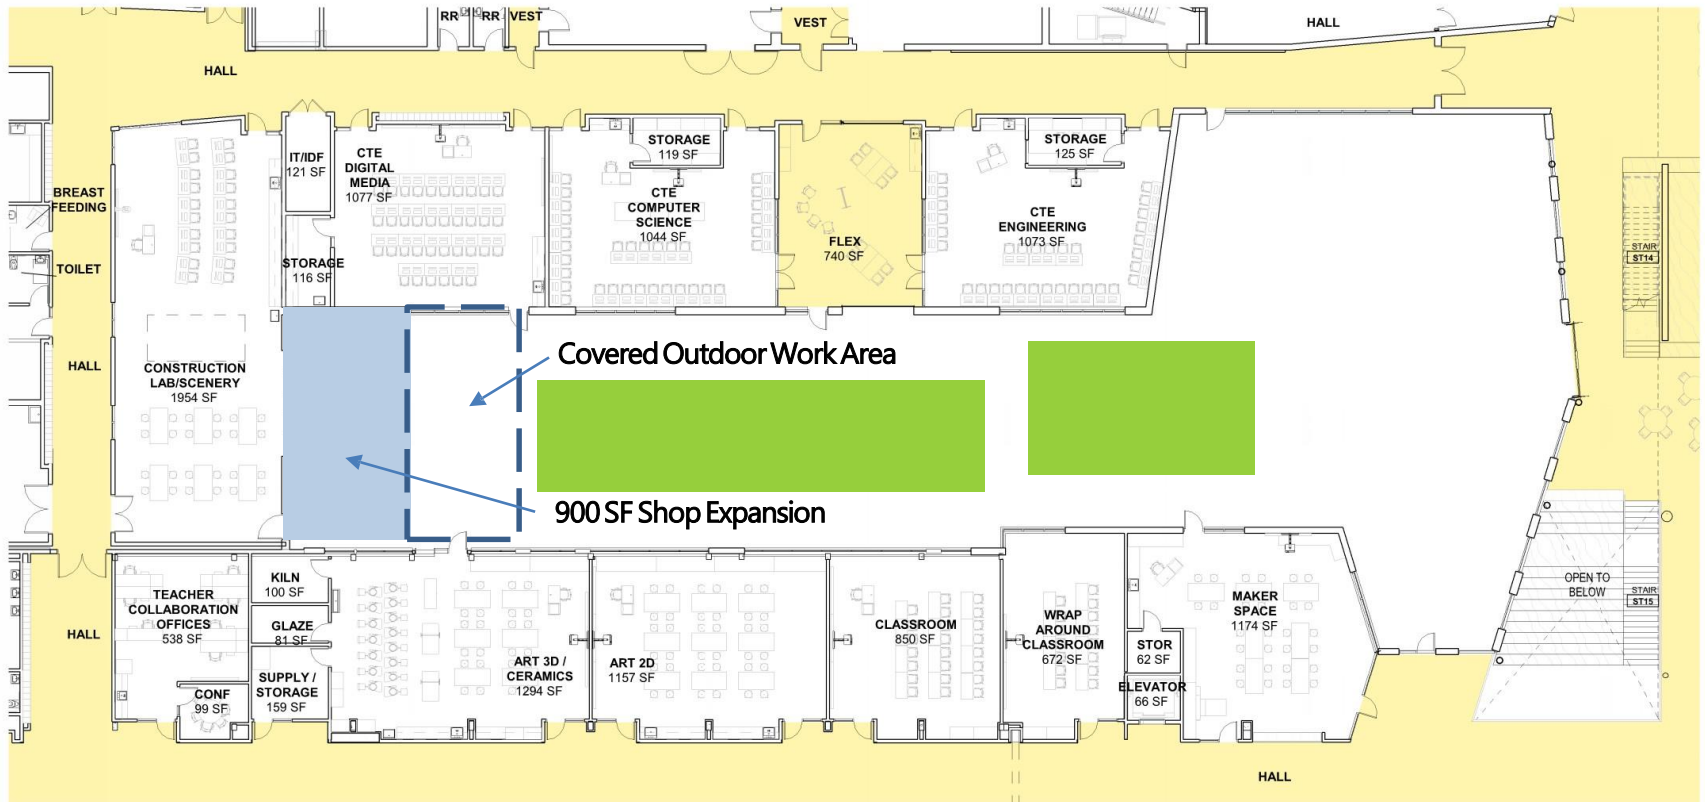 RR
RR
VEST
VEST
HALL
HALL
IT/IDF
121 SF
CTE
DIGITAL
MEDIA
1077 SF
STORAGE
119 SF
CTE
COMPUTER
SCIENCE
1044 SF
STORAGE
125 SF
CTE
ENGINEERING
1073 SF
FLEX
740 SF
BREAST
FEEDING
TOILET
STORAGE
116 SF
STAIR
ST14
HALL
CONSTRUCTION
LAB/SCENERY
1954 SF
Covered Outdoor Work Area
900 SF Shop Expansion
KILN
100 SF
TEACHER
COLLABORATION
OFFICES
538 SF
GLAZE
81 SF
HALL
SUPPLY /
STORAGE
159 SF
CONF
99 SF
ART 3D /
CERAMICS
1294 SF
ART 2D
1157 SF
CLASSROOM
850 SF
WRAP
AROUND
CLASSROOM
672 SF
STOR
62 SF
ELEVATOR
66 SF
MAKER
SPACE
1174 SF
OPEN TO
BELOW
STAIR
ST15
HALL